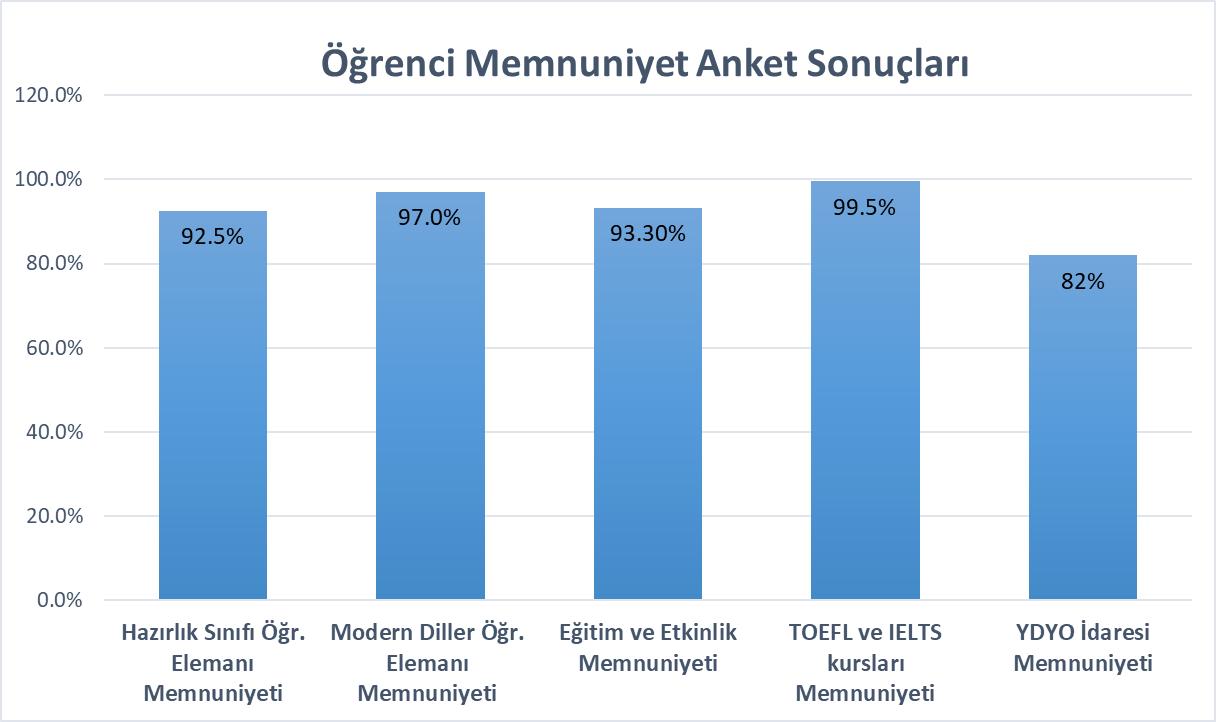 Öğrenci Memnuniyet Anket Sonuçları
120.0%
100.0%
80.0%
60.0%
40.0%
20.0%
0.0%
92.5%
97.0%
93.30%
99.5%
82%
Hazırlık Sınıfı Öğr.
Elemanı
Memnuniyeti
Modern Diller Öğr.
Elemanı
Memnuniyeti
Eğitim ve Etkinlik
Memnuniyeti
TOEFL ve IELTS
kursları
Memnuniyeti
YDYO İdaresi
Memnuniyeti